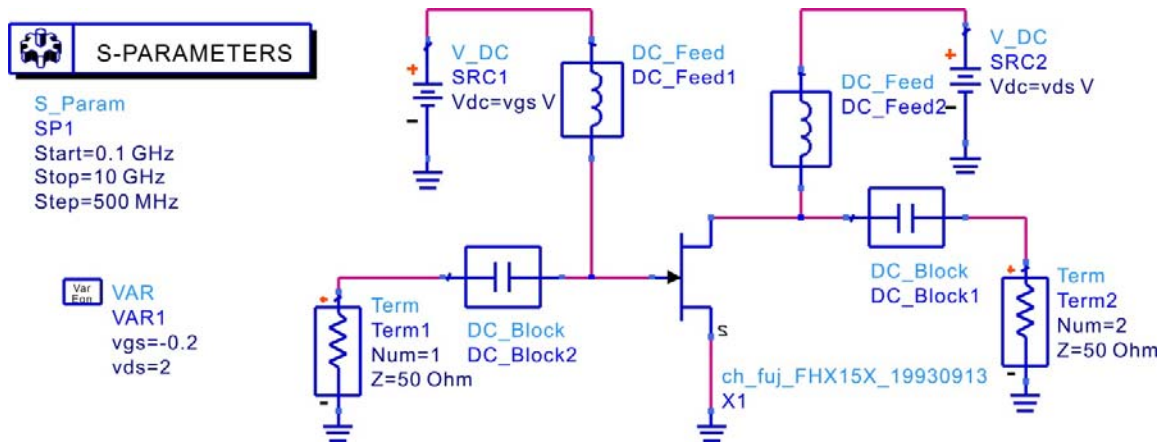 S-PARAMETERS
S_Param
SP1
Start=0.1 GHz
Stop=10 GHz
Step=500 MHz
Var
Eqn
VAR
VAR1
vgs=-0.2
vds=2
V_DC
SRC1
Vdc=vgs V
DC_Feed
DC_Feed1
DC_Feed
DC_Feed2
V_DC
SRC2
Vdc=vds V
Term
Term1
Num=1
Z=50 Ohm
DC_Block
DC_Block2
DC_Block
DC_Block1
Term
Term2
Num=2
Z=50 Ohm
2
ch_fuj_FHX15X_19930913
X1